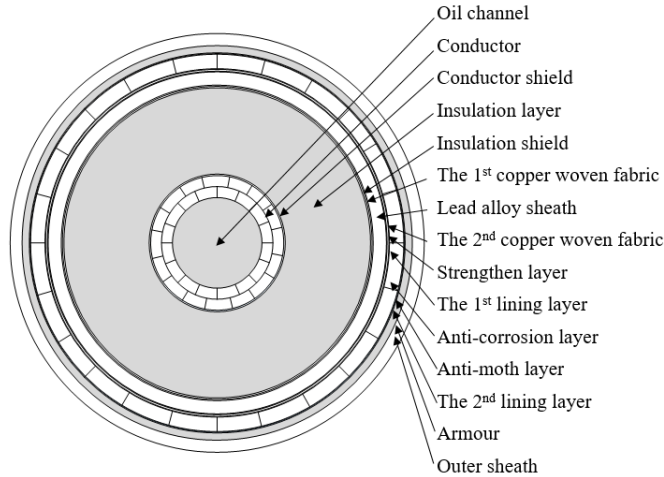 Oil channel
Conductor
Conductor shield
Insulation layer
Insulation shield
The 1st copper woven fabric
Lead alloy sheath
The 2nd copper woven fabric
Strengthen layer
The 1st lining layer
Anti-corrosion layer
Anti-moth layer
The 2nd lining layer
Armour
Outer sheath